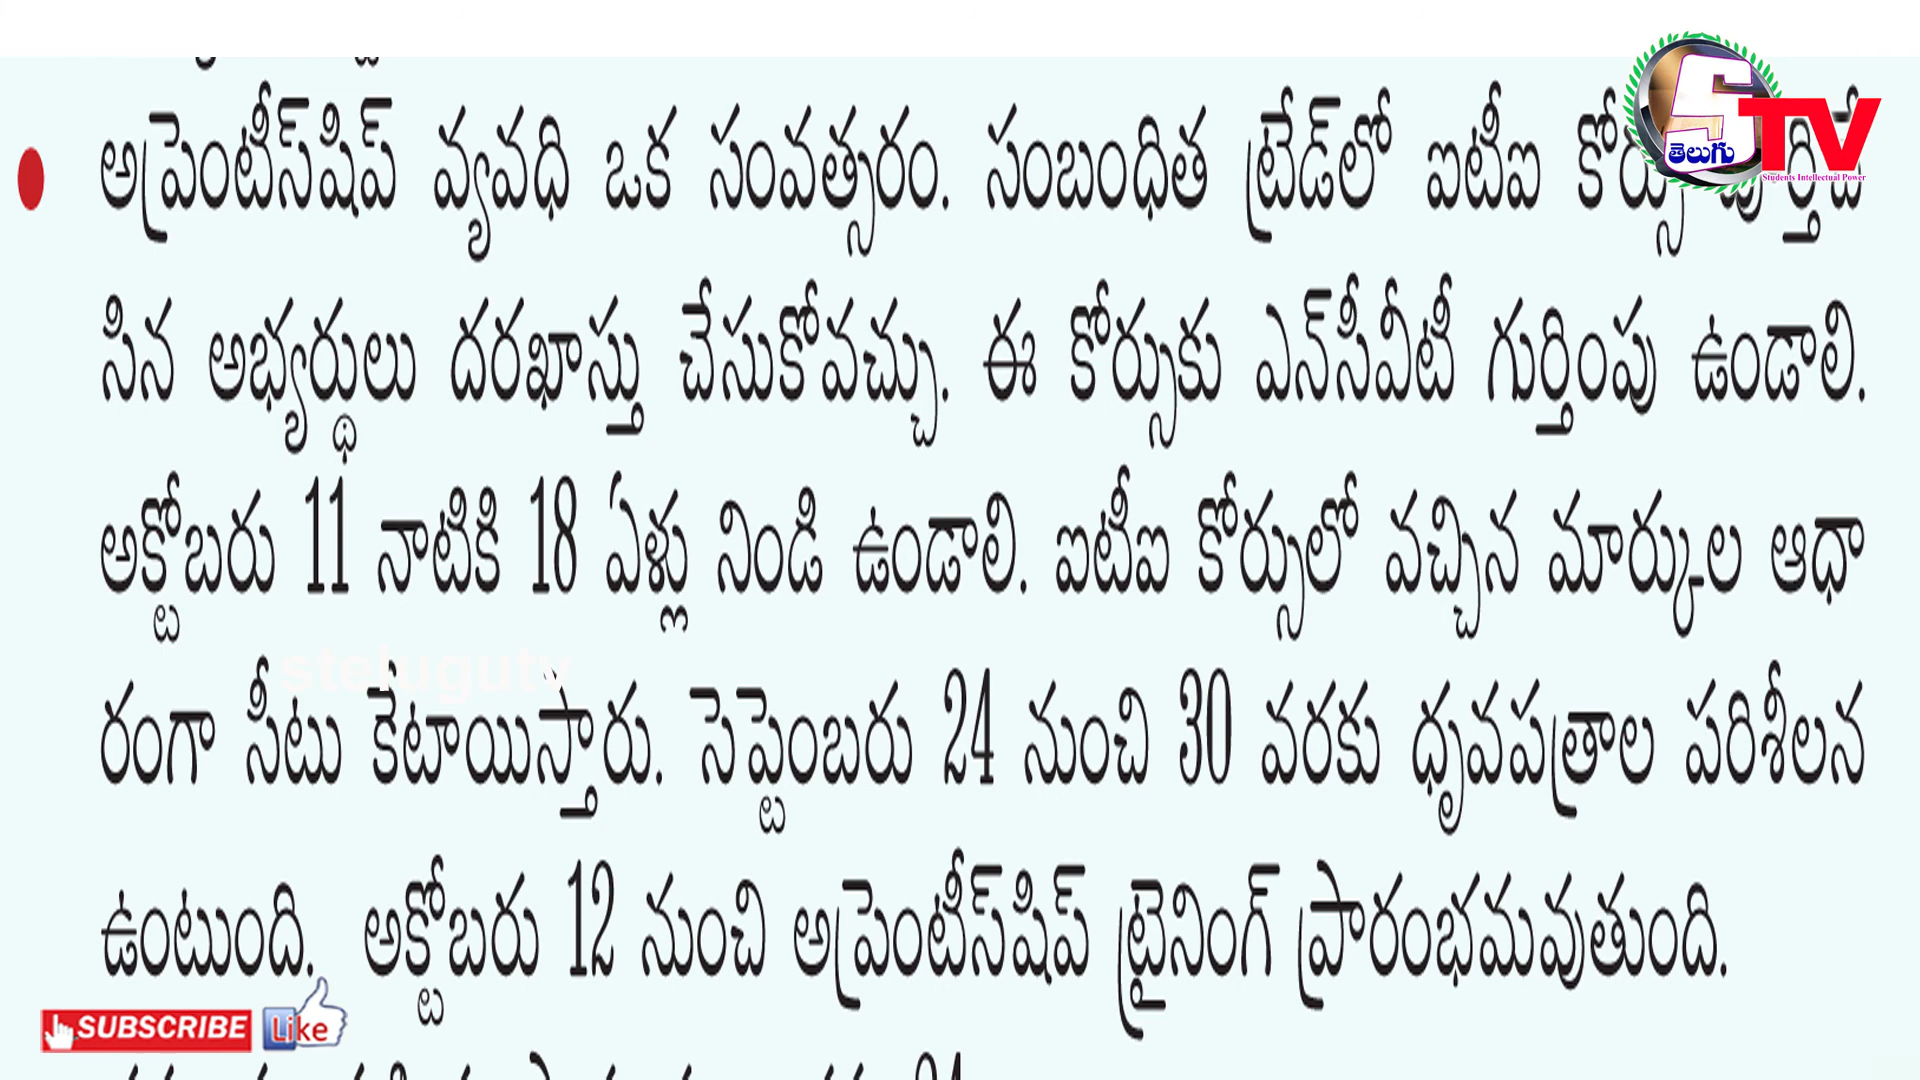 STV
తెలుగు
Students Intellectual Power
అప్రెంటీస్‌షిప్ వ్యవధి ఒక సంవత్సరం. సంబంధిత ట్రేడ్‌లో ఐటీఐ కోర్సు పూర్తిచే
సిన అభ్యర్థులు దరఖాస్తు చేసుకోవచ్చు. ఈ కోర్సుకు ఎన్‌సీవీటీ గుర్తింపు ఉండాలి.
అక్టోబరు 11 నాటికి 18 ఏళ్లు నిండి ఉండాలి. ఐటీఐ కోర్సులో వచ్చిన మార్కుల ఆధా
stelugutv
రంగా సీటు కేటాయిస్తారు. సెప్టెంబరు 24 నుంచి 30 వరకు ధృవపత్రాల పరిశీలన
ఉంటుంది. అక్టోబరు 12 నుంచి అప్రెంటీస్‌షిప్ ట్రైనింగ్ ప్రారంభమవుతుంది.
SUBSCRIBE Like